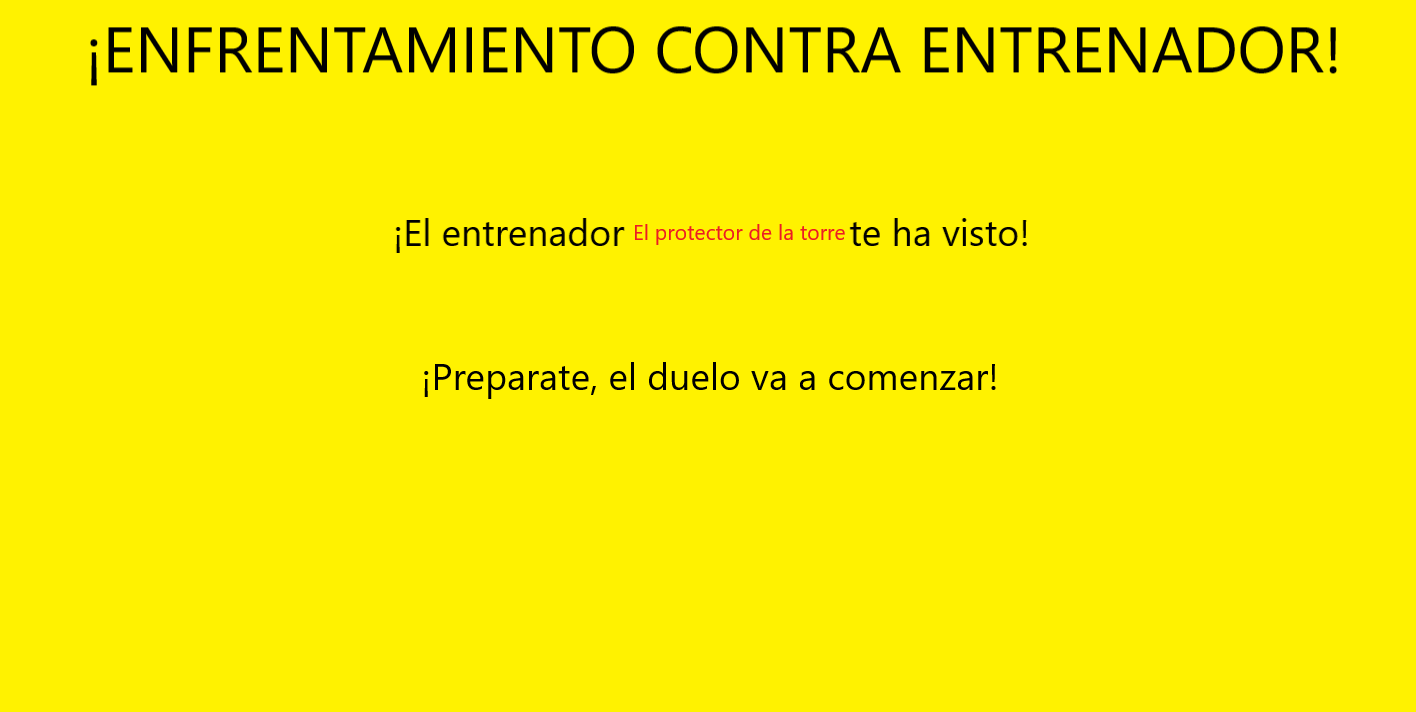 ¡ENFRENTAMIENTO CONTRA ENTRENADOR!
¡El entrenador El protector de la torre te ha visto!
¡Preparate, el duelo va a comenzar!